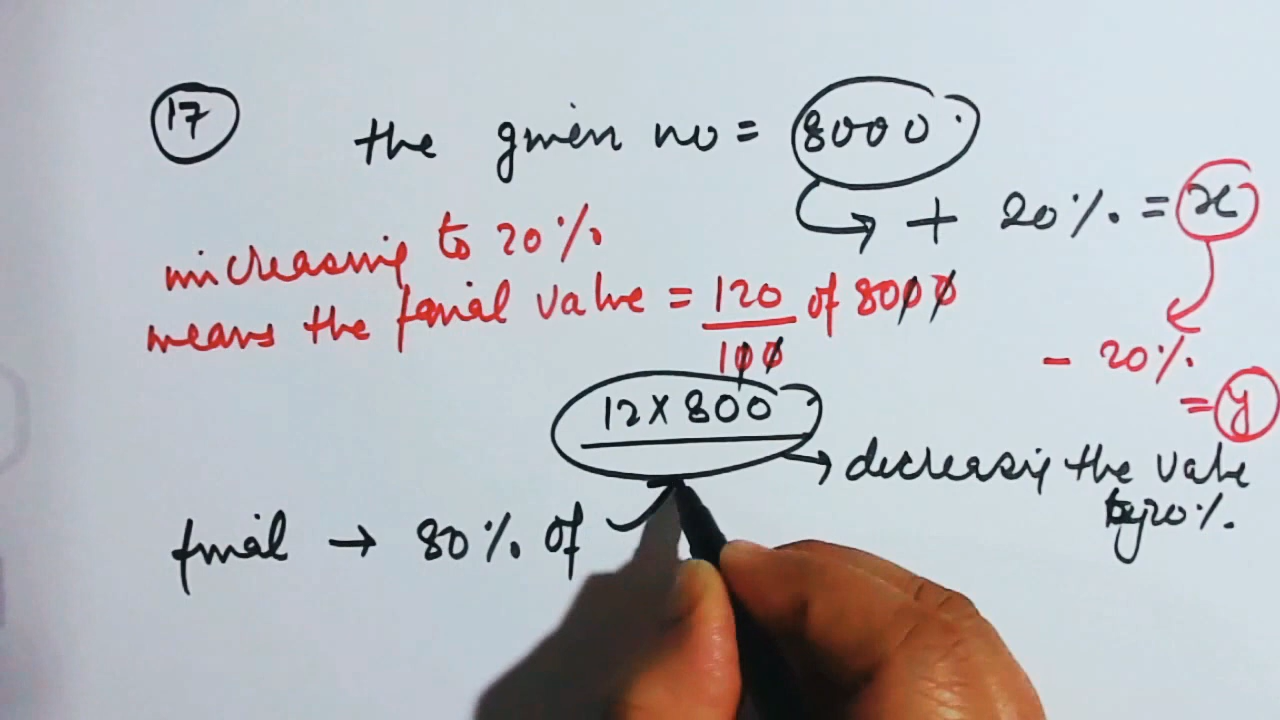 17 the given no = 8000
+ 20% = x
increasing to 20%
means the final value = 120/100 of 8000
- 20%
= y
12 X 800
→ decreasing the value
by 20%.
final → 80% of